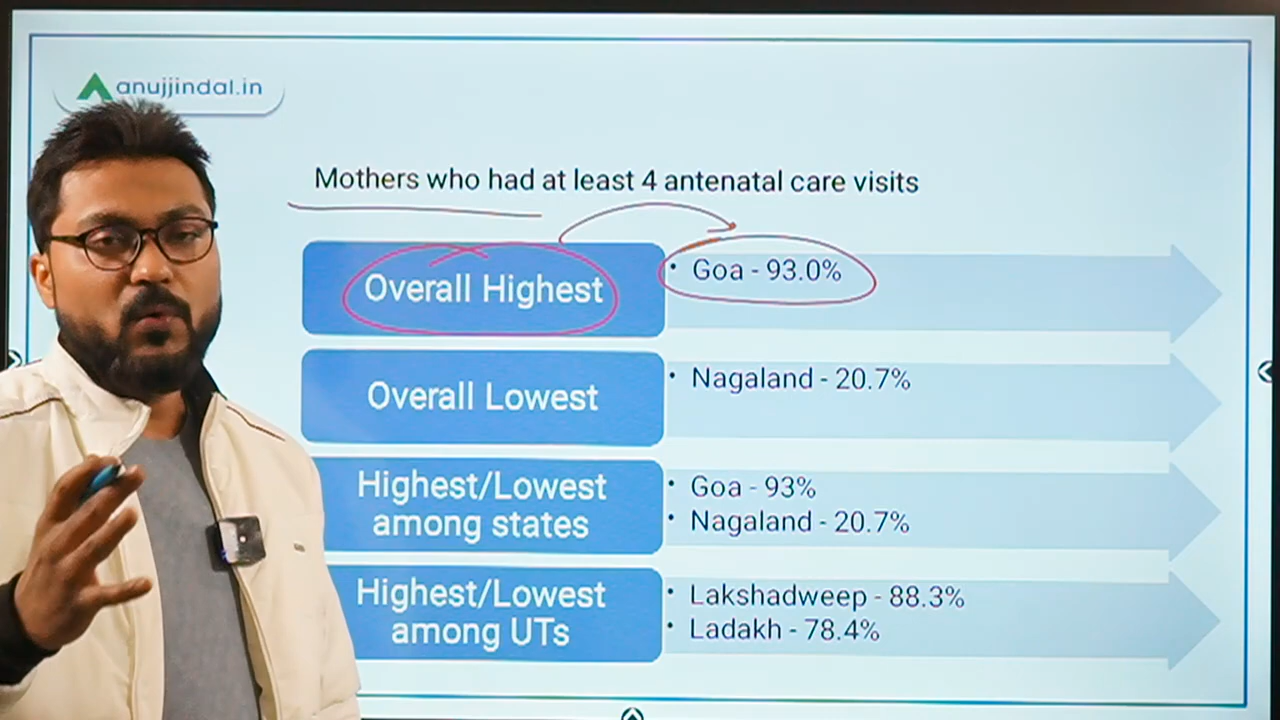 anujjindal.in
Mothers who had at least 4 antenatal care visits
Overall Highest
• Goa - 93.0%
Overall Lowest
• Nagaland - 20.7%
Highest/Lowest
among states
• Goa - 93%
• Nagaland - 20.7%
Highest/Lowest
among UTs
• Lakshadweep - 88.3%
• Ladakh - 78.4%